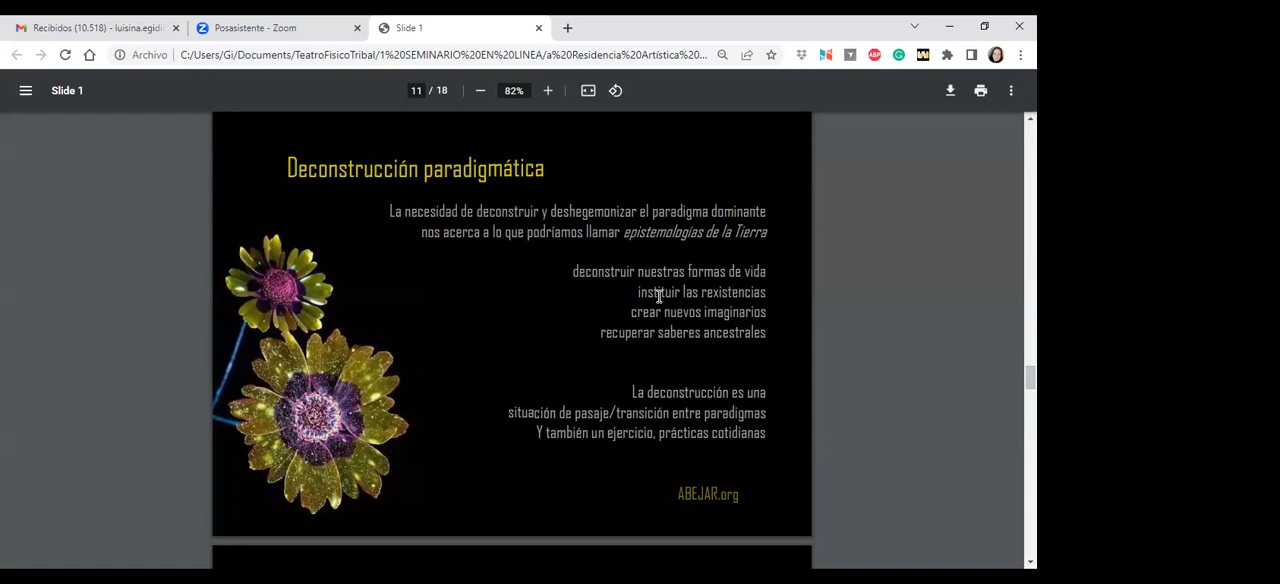 Recibidos (10.518) - luisina.egidi
Posasistente - Zoom
Slide 1
Archivo
C:/Users/Gi/Documents/TeatroFisicoTribal/1%20SEMINARIO%20EN%20LINEA/a%20Residencia%20Artística%20...
Slide 1
11 / 18
82%
Deconstrucción paradigmática
La necesidad de deconstruir y deshegemonizar el paradigma dominante
nos acerca a lo que podríamos llamar epistemologías de la Tierra
deconstruir nuestras formas de vida
instituir las rexistencias
crear nuevos imaginarios
recuperar saberes ancestrales
La deconstrucción es una
situación de pasaje/transición entre paradigmas
Y también un ejercicio, prácticas cotidianas
ABEJAR.org